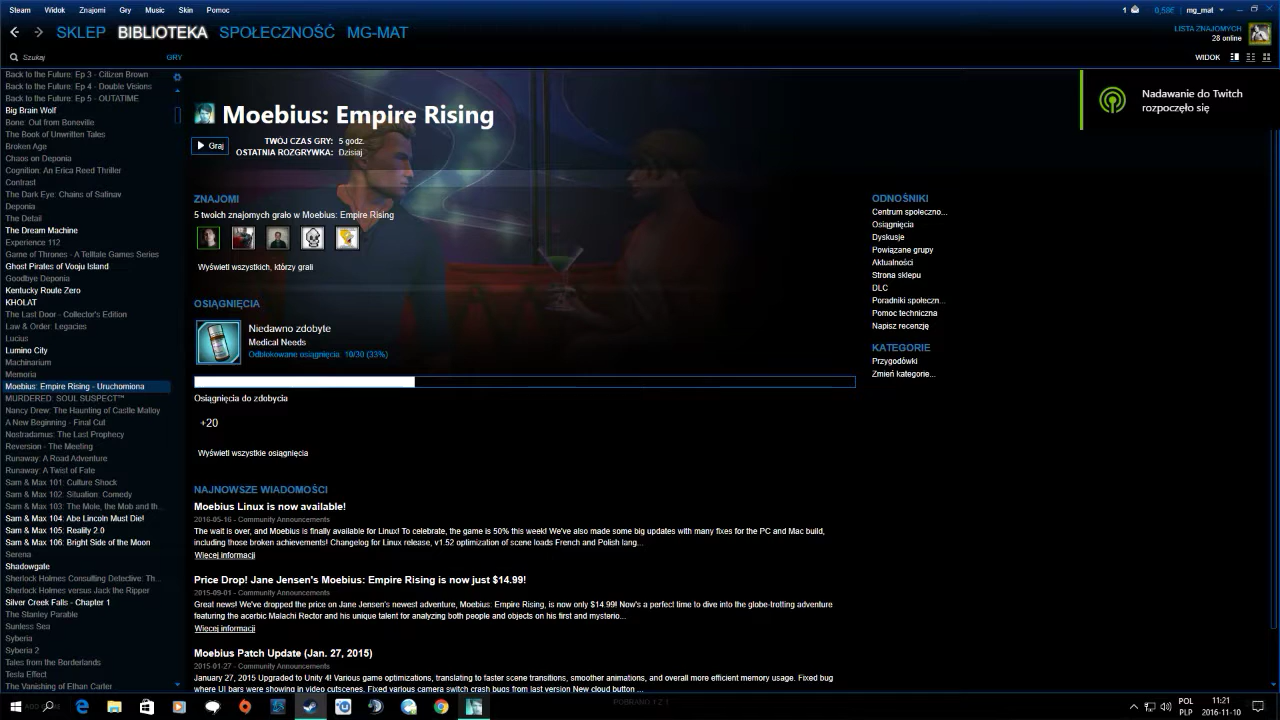 Steam Widok Znajomi Gry Music Skin Pomoc
1 0,58€ mg_mat
SKLEP BIBLIOTEKA SPOŁECZNOŚĆ MG-MAT
LISTA ZNAJOMYCH
28 online
Szukaj GRY
WIDOK
Back to the Future: Ep 3 - Citizen Brown
Back to the Future: Ep 4 - Double Visions
Back to the Future: Ep 5 - OUTATIME
Big Brain Wolf
Bone: Out from Boneville
The Book of Unwritten Tales
Broken Age
Chaos on Deponia
Cognition: An Erica Reed Thriller
Contrast
The Dark Eye: Chains of Satinav
Deponia
The Detail
The Dream Machine
Experience 112
Game of Thrones - A Telltale Games Series
Ghost Pirates of Vooju Island
Goodbye Deponia
Kentucky Route Zero
KHOLAT
The Last Door - Collector's Edition
Law & Order: Legacies
Lucius
Lumino City
Machinarium
Memoria
Moebius: Empire Rising - Uruchomiona
MURDERED: SOUL SUSPECT™
Nancy Drew: The Haunting of Castle Malloy
A New Beginning - Final Cut
Nostradamus: The Last Prophecy
Reversion - The Meeting
Runaway: A Road Adventure
Runaway: A Twist of Fate
Sam & Max 101: Culture Shock
Sam & Max 102: Situation: Comedy
Sam & Max 103: The Mole, the Mob and th...
Sam & Max 104: Abe Lincoln Must Die!
Sam & Max 105: Reality 2.0
Sam & Max 106: Bright Side of the Moon
Serena
Shadowgate
Sherlock Holmes Consulting Detective: Th...
Sherlock Holmes versus Jack the Ripper
Silver Creek Falls - Chapter 1
The Stanley Parable
Sunless Sea
Syberia
Syberia 2
Tales from the Borderlands
Testa Effect
The Vanishing of Ethan Carter
Moebius: Empire Rising
Graj
TWÓJ CZAS GRY: 5 godz.
OSTATNIA ROZGRYWKA: Dzisiaj
ZNAJOMI
5 twoich znajomych grało w Moebius: Empire Rising
Wyświetl wszystkich, którzy grali
OSIĄGNIĘCIA
Niedawno zdobyte
Medical Needs
Odblokowane osiągnięcia 10/30 (33%)
Osiągnięcia do zdobycia
+20
Wyświetl wszystkie osiągnięcia
NAJNOWSZE WIADOMOŚCI
Moebius Linux is now available!
2016-05-16 - Community Announcements
The wait is over, and Moebius is finally available for Linux! To celebrate, the game is 50% this week! We've also made some big updates with many fixes for the PC and Mac build,
including those broken achievements! Changelog for Linux release, v1.52 optimization of scene loads French and Polish lang...
Więcej informacji
Price Drop! Jane Jensen's Moebius: Empire Rising is now just $14.99!
2015-09-01 - Community Announcements
Great news! We've dropped the price on Jane Jensen's newest adventure, Moebius: Empire Rising, is now only $14.99! Now's a perfect time to dive into the globe-trotting adventure
featuring the acerbic Malachi Rector and his unique talent for analyzing both people and objects on his first and mysterio...
Więcej informacji
Moebius Patch Update (Jan. 27, 2015)
2015-01-27 - Community Announcements
January 27, 2015 Upgraded to Unity 4! Various game optimizations, translating to faster scene transitions, smoother animations, and overall more efficient memory usage. Fixed bug
where UI bars were showing in video cutscenes. Fixed various camera switch crash bugs from last version New cloud button ...
Nadawanie do Twitch
rozpoczęło się
ODNOŚNIKI
Centrum społeczno...
Osiągnięcia
Dyskusje
Powiązane grupy
Aktualności
Strona sklepu
DLC
Poradniki społeczn...
Pomoc techniczna
Napisz recenzję
KATEGORIE
Przygodówki
Zmień kategorie...
POBRANO 1 Z 1
POL
PLP
11:21
2016-11-10